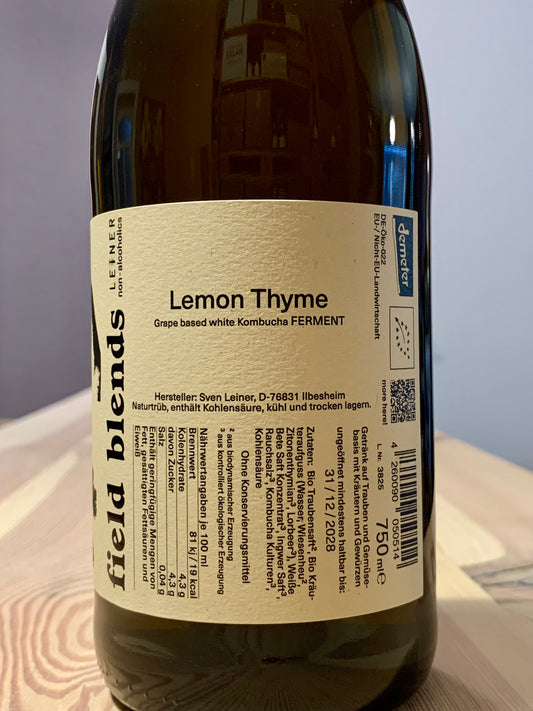 field blends
LEINER
non-alcoholics
Lemon Thyme
Grape based white Kombucha FERMENT
Hersteller: Sven Leiner, D-76831 Ilbesheim
Naturtrüb, enthält Kohlensäure, kühl und trocken lagern.
demeter
DE-Öko-022
EU-/ Nicht-EU-Landwirtschaft
more here!
Getränk auf Trauben und Gemüse-
basis mit Kräutern und Gewürzen
L. Nr. 3825
750 ml ℮
4 260090 050514
ungeöffnet mindestens haltbar bis:
31/12/2028
Zutaten: Bio Traubensaft², Bio Kräu-
teraufguss (Wasser, Wiesenheu²,
Zitronenthymian³, Lorbeer³), Weiße
Bete Saft Konzentrat³, Ingwer Saft³,
Rauchsalz³, Kombucha Kulturen³,
Kohlensäure
Ohne Konservierungsmittel
² aus biodynamischer Erzeugung
³ aus kontrolliert ökologischer Erzeugung
Nährwertangaben je 100 ml
Brennwert 81 kj / 19 kcal
Kolenhydrate 4,3 g
davon Zucker 4,3 g
Salz 0,04 g
Enthält geringfügige Mengen von
Fett, gesättigten Fettsäuren und
Eiweiß